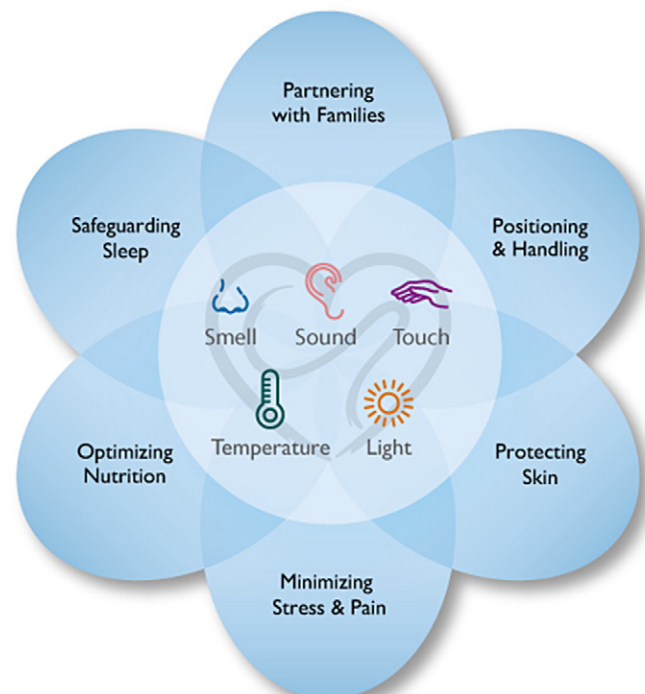 Partnering
with Families
Safeguarding
Sleep
Positioning
& Handling
Smell
Sound
Touch
Temperature
Light
Optimizing
Nutrition
Protecting
Skin
Minimizing
Stress & Pain